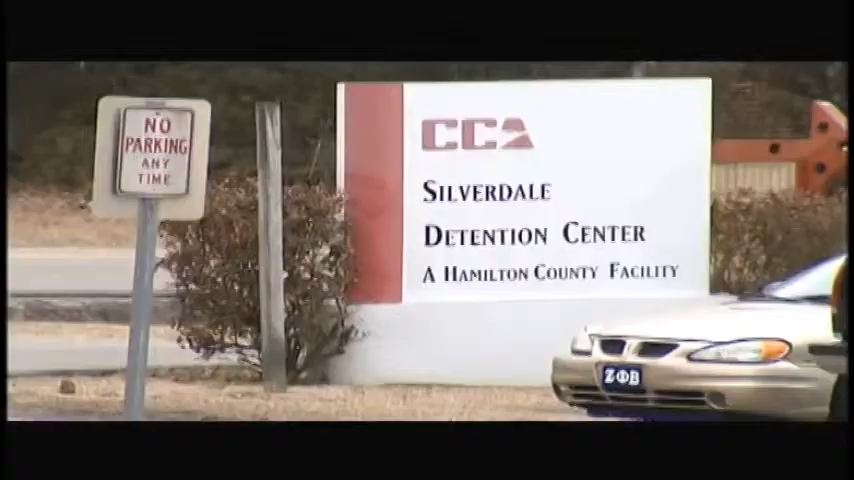 NO
PARKING
ANY
TIME
CCA
SILVERDALE
DETENTION CENTER
A HAMILTON COUNTY FACILITY
ΖΦΒ